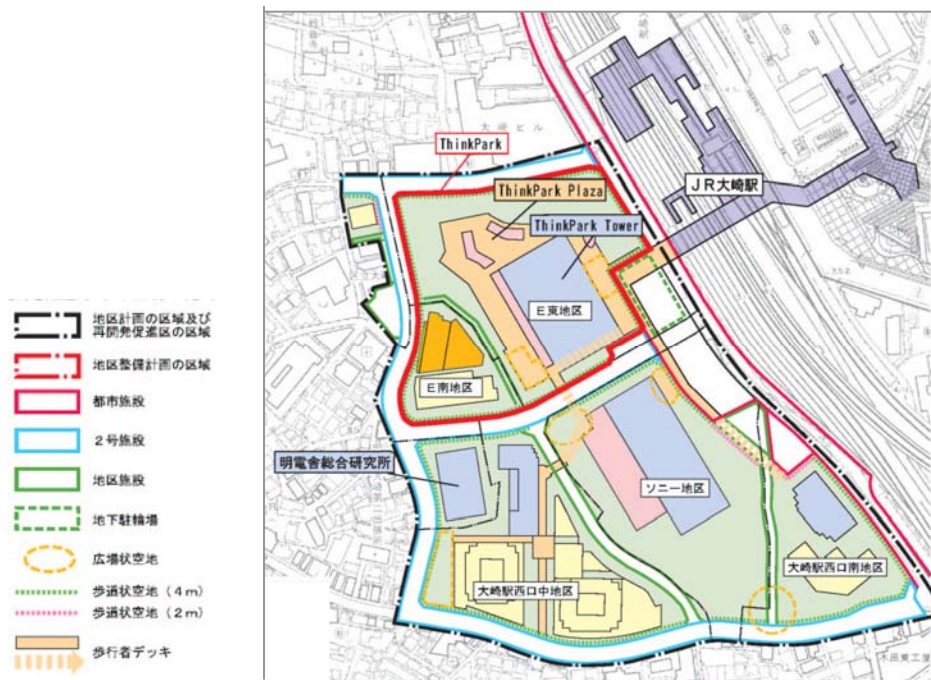 大崎ビル
ThinkPark
ThinkPark Plaza
ThinkPark Tower
JR大崎駅
E東地区
E南地区
明電舎総合研究所
ソニー地区
大崎駅西口中地区
大崎駅西口南地区
地区計画の区域及び
再開発促進区の区域
地区整備計画の区域
都市施設
2号施設
地区施設
地下駐輪場
広場状空地
歩道状空地(4m)
歩道状空地(2m)
歩行者デッキ